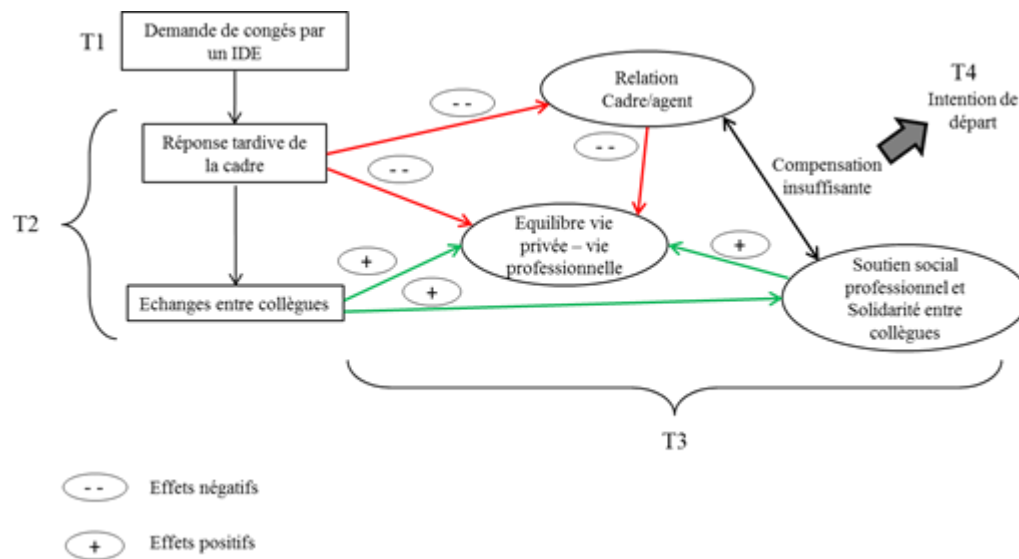 T1
Demande de congés par
un IDE
Relation
Cadre/agent
T4
Intention de
départ
- -
Réponse tardive de
la cadre
- -
- -
Compensation
insuffisante
T2
Equilibre vie
privée – vie
professionnelle
+
+
+
Echanges entre collègues
Soutien social
professionnel et
Solidarité entre
collègues
T3
- -
Effets négatifs
+
Effets positifs